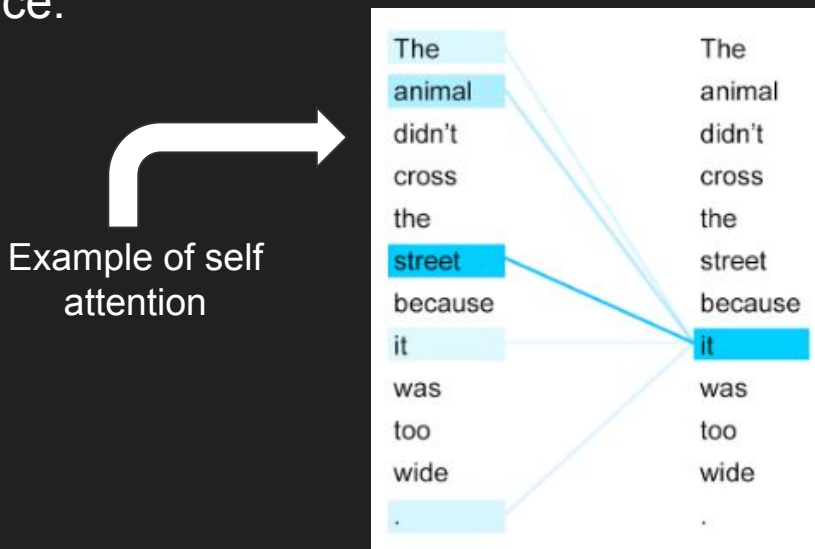 ce.
Example of self
attention
The
animal
didn't
cross
the
street
because
it
was
too
wide
.
The
animal
didn't
cross
the
street
because
it
was
too
wide
.